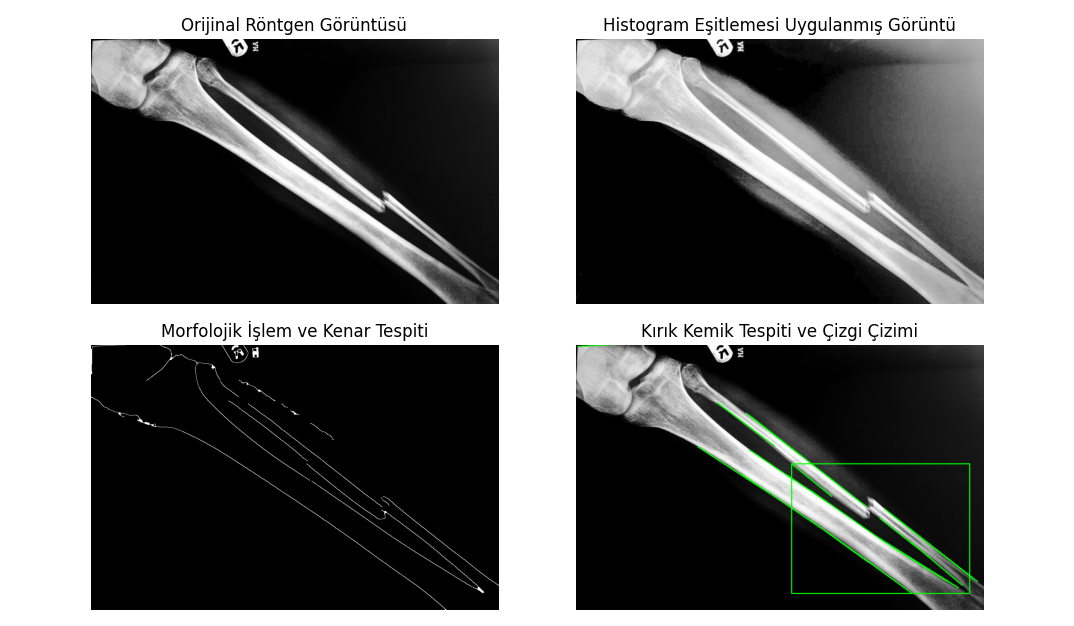 Orijinal Röntgen Görüntüsü
Histogram Eşitlemesi Uygulanmış Görüntü
Morfolojik İşlem ve Kenar Tespiti
Kırık Kemik Tespiti ve Çizgi Çizimi